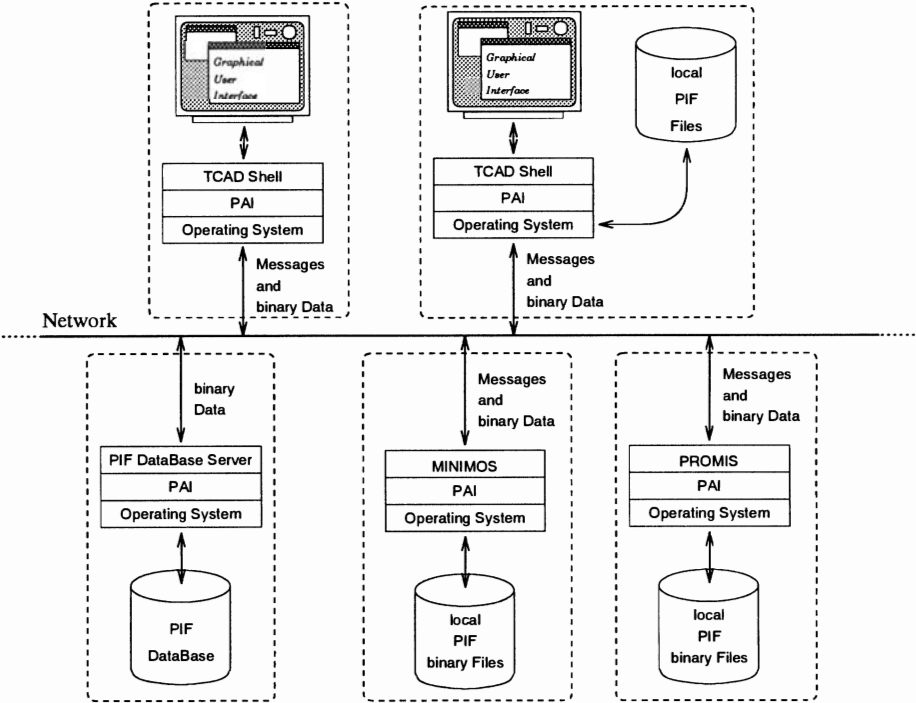 Graphical
User
Interface
TCAD Shell
PAI
Operating System
Messages
and
binary Data
Graphical
User
Interface
local
PIF
Files
TCAD Shell
PAI
Operating System
Messages
and
binary Data
Network
binary
Data
PIF DataBase Server
PAI
Operating System
PIF
DataBase
Messages
and
binary Data
MINIMOS
PAI
Operating System
local
PIF
binary Files
Messages
and
binary Data
PROMIS
PAI
Operating System
local
PIF
binary Files